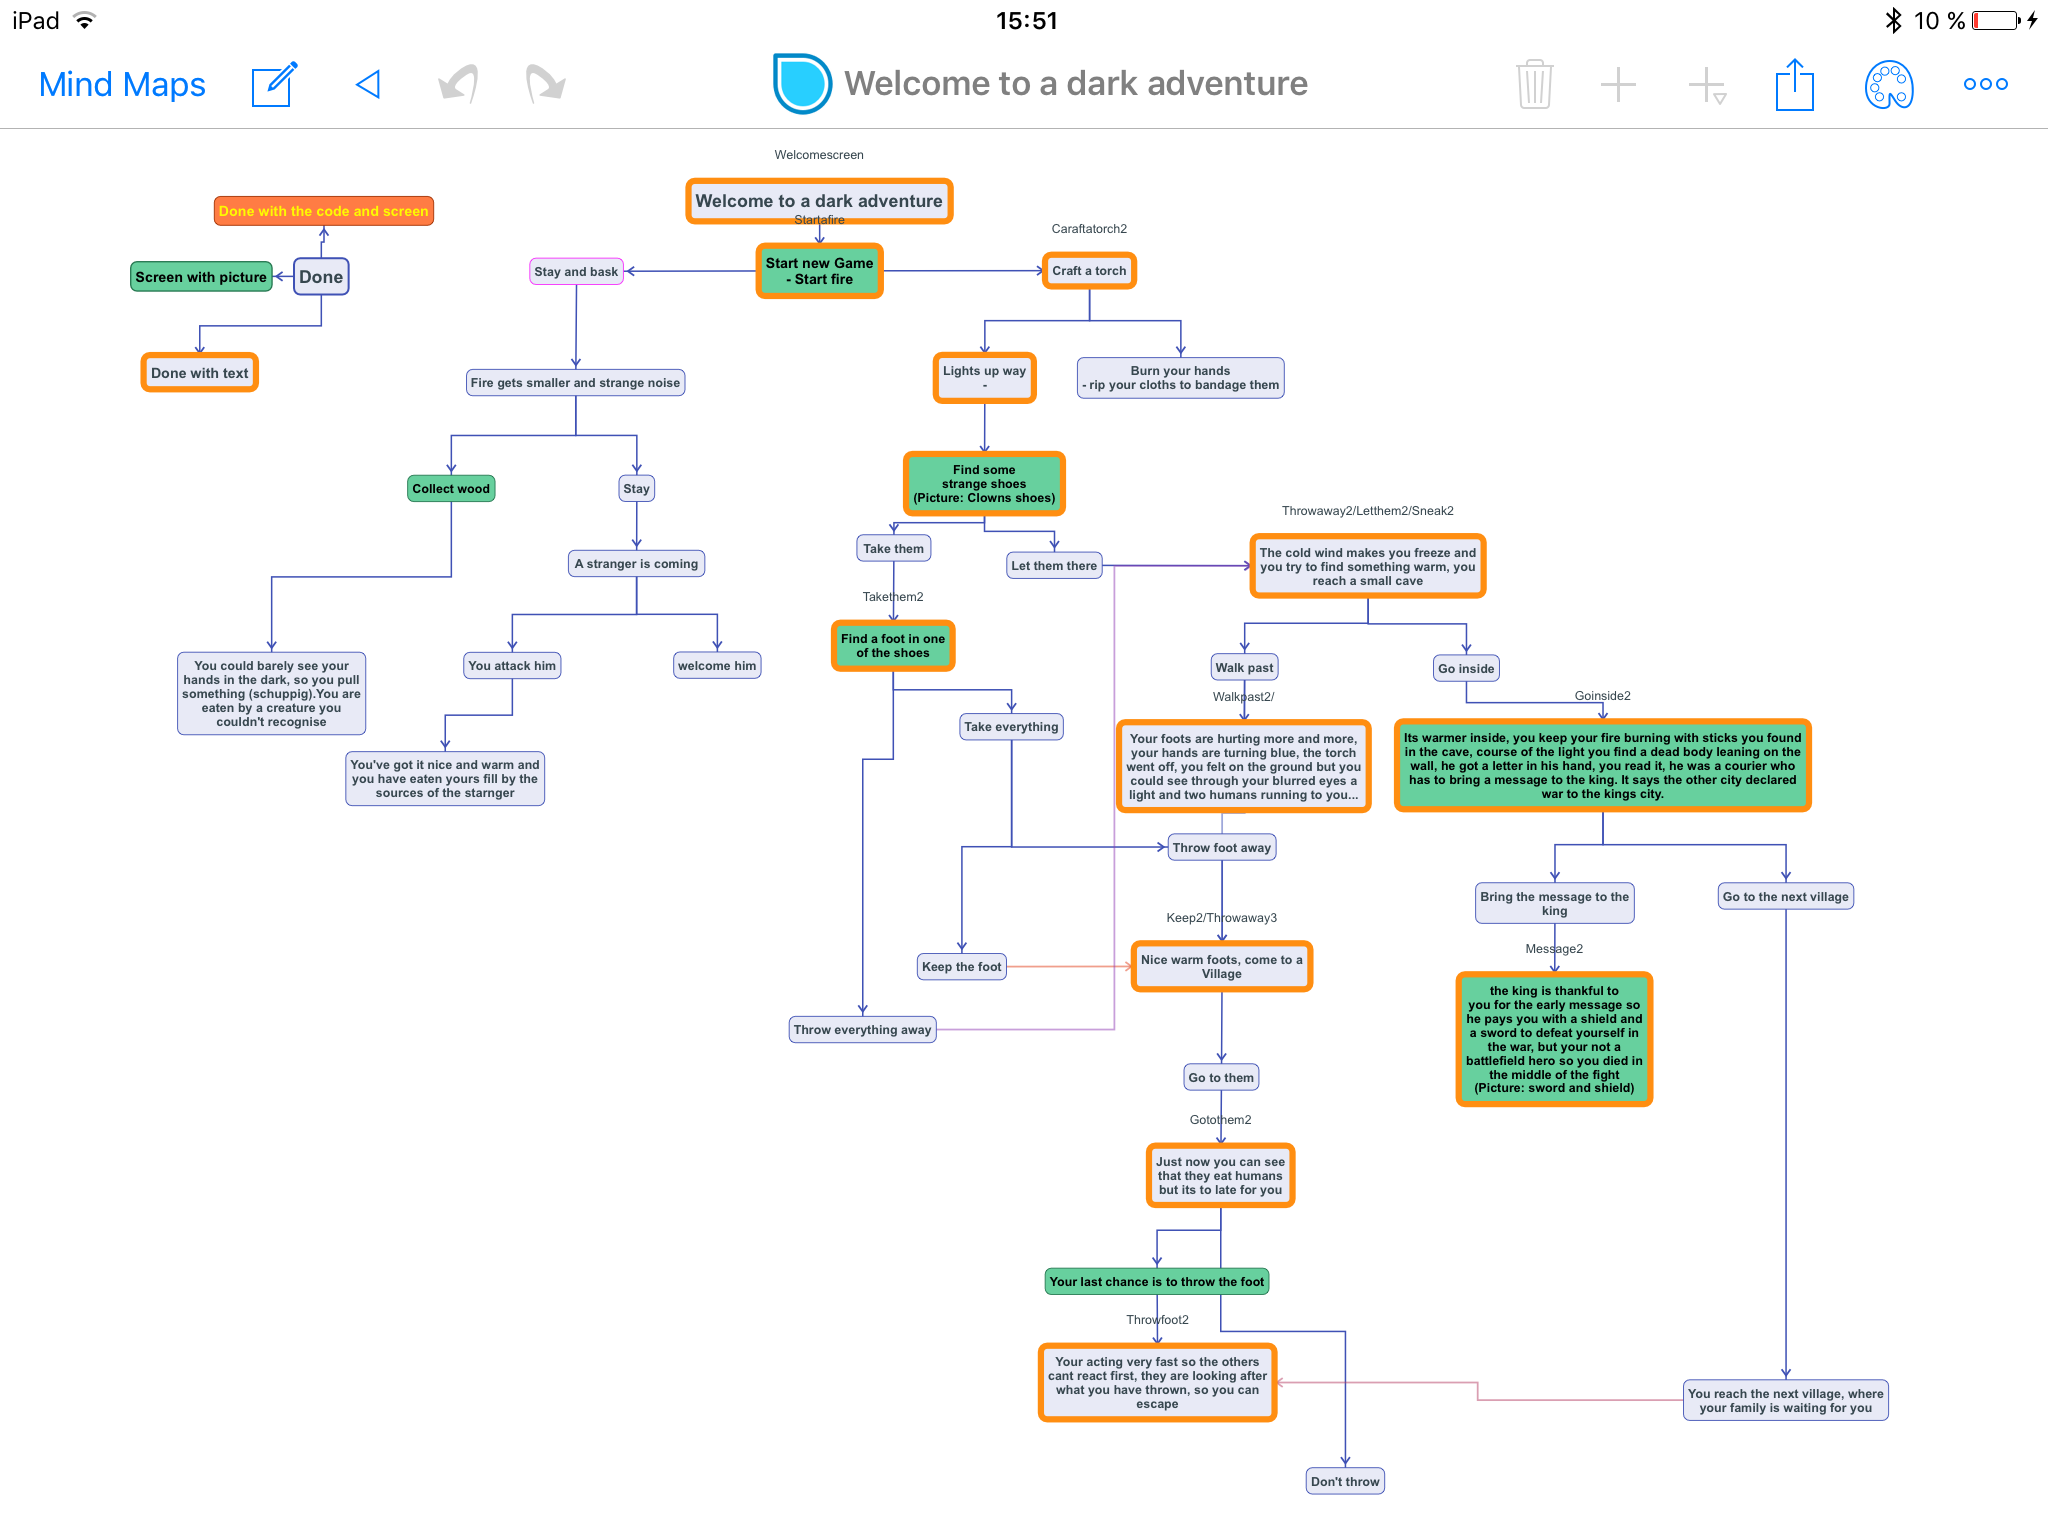 iPad
15:51
10 %
Mind Maps
Welcome to a dark adventure
Welcomescreen
Welcome to a dark adventure
Startafire
Start new Game
- Start fire
Done with the code and screen
Screen with picture
Done
Done with text
Stay and bask
Caraftatorch2
Craft a torch
Fire gets smaller and strange noise
Lights up way
-
Burn your hands
- rip your cloths to bandage them
Collect wood
Stay
Find some
strange shoes
(Picture: Clowns shoes)
A stranger is coming
Take them
Let them there
Throwaway2/Letthem2/Sneak2
The cold wind makes you freeze and
you try to find something warm, you
reach a small cave
Takethem2
Find a foot in one
of the shoes
You could barely see your
hands in the dark, so you pull
something (schuppig).You are
eaten by a creature you
couldn't recognise
You attack him
welcome him
Walk past
Go inside
Walkpast2/
Goinside2
Take everything
You've got it nice and warm and
you have eaten yours fill by the
sources of the starnger
Your foots are hurting more and more,
your hands are turning blue, the torch
went off, you felt on the ground but you
could see through your blurred eyes a
light and two humans running to you...
Its warmer inside, you keep your fire burning with sticks you found
in the cave, course of the light you find a dead body leaning on the
wall, he got a letter in his hand, you read it, he was a courier who
has to bring a message to the king. It says the other city declared
war to the kings city.
Throw foot away
Bring the message to the
king
Go to the next village
Keep2/Throwaway3
Message2
Keep the foot
Nice warm foots, come to a
Village
Throw everything away
the king is thankful to
you for the early message so
he pays you with a shield and
a sword to defeat yourself in
the war, but your not a
battlefield hero so you died in
the middle of the fight
(Picture: sword and shield)
Go to them
Gotothem2
Just now you can see
that they eat humans
but its to late for you
Your last chance is to throw the foot
Throwfoot2
Your acting very fast so the others
cant react first, they are looking after
what you have thrown, so you can
escape
You reach the next village, where
your family is waiting for you
Don't throw